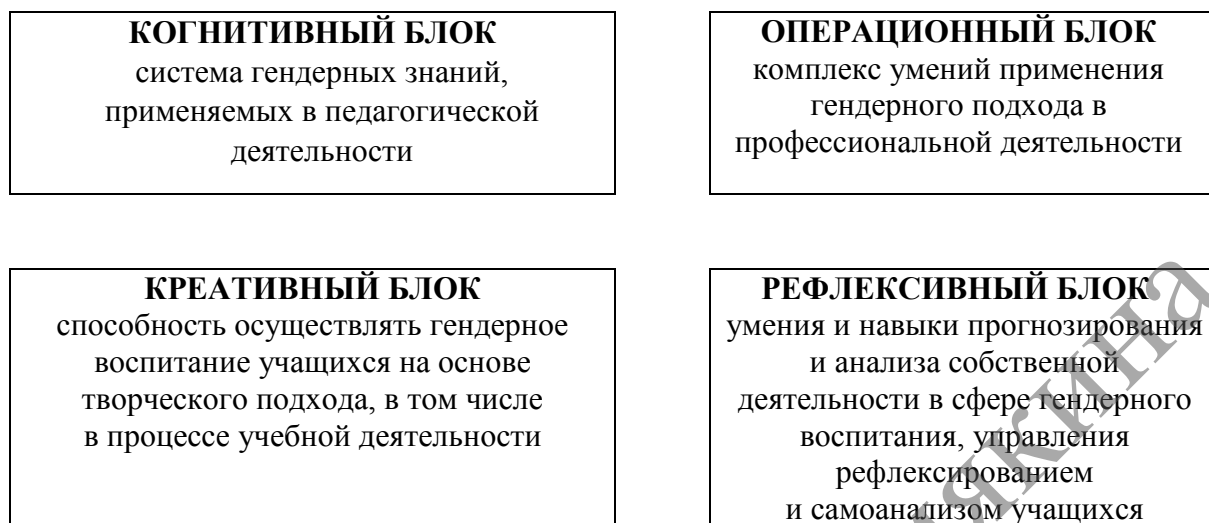 КОГНИТИВНЫЙ БЛОК
система гендерных знаний,
применяемых в педагогической
деятельности
ОПЕРАЦИОННЫЙ БЛОК
комплекс умений применения
гендерного подхода в
профессиональной деятельности
КРЕАТИВНЫЙ БЛОК
способность осуществлять гендерное
воспитание учащихся на основе
творческого подхода, в том числе
в процессе учебной деятельности
РЕФЛЕКСИВНЫЙ БЛОК
умения и навыки прогнозирования
и анализа собственной
деятельности в сфере гендерного
воспитания, управления
рефлексированием
и самоанализом учащихся